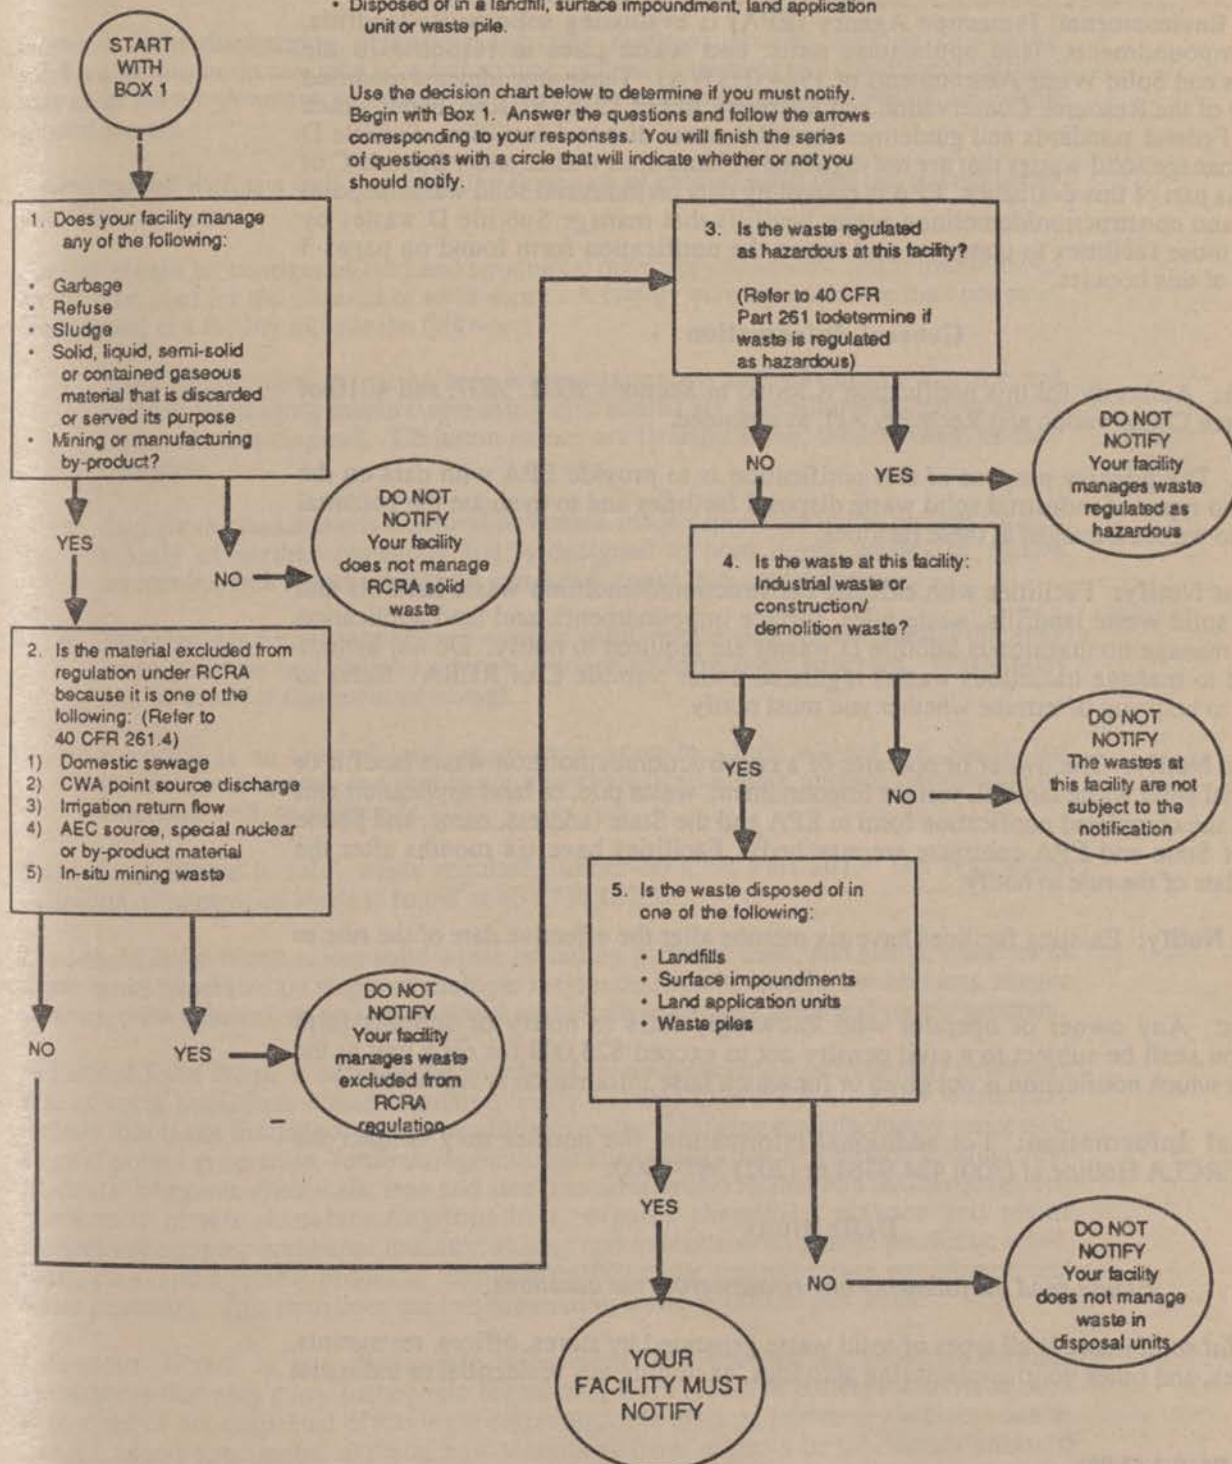 • Disposed of in a landfill, surface impoundment, land application
unit or waste pile.
START
WITH
BOX 1
Use the decision chart below to determine if you must notify.
Begin with Box 1. Answer the questions and follow the arrows
corresponding to your responses. You will finish the series
of questions with a circle that will indicate whether or not you
should notify.
1. Does your facility manage
any of the following:
• Garbage
• Refuse
• Sludge
• Solid, liquid, semi-solid
or contained gaseous
material that is discarded
or served its purpose
• Mining or manufacturing
by-product?
YES
NO
DO NOT
NOTIFY
Your facility
does not manage
RCRA solid
waste
2. Is the material excluded from
regulation under RCRA
because it is one of the
following: (Refer to
40 CFR 261.4)
1) Domestic sewage
2) CWA point source discharge
3) Irrigation return flow
4) AEC source, special nuclear
or by-product material
5) In-situ mining waste
NO
YES
DO NOT
NOTIFY
Your facility
manages waste
excluded from
RCRA
regulation
3. Is the waste regulated
as hazardous at this facility?
(Refer to 40 CFR
Part 261 todetermine if
waste is regulated
as hazardous)
NO
YES
DO NOT
NOTIFY
Your facility
manages waste
regulated as
hazardous
4. Is the waste at this facility:
Industrial waste or
construction/
demolition waste?
YES
NO
DO NOT
NOTIFY
The wastes at
this facility are not
subject to the
notification
5. Is the waste disposed of in
one of the following:
• Landfills
• Surface impoundments
• Land application units
• Waste piles
YES
NO
DO NOT
NOTIFY
Your facility
does not manage
waste in
disposal units
YOUR
FACILITY MUST
NOTIFY